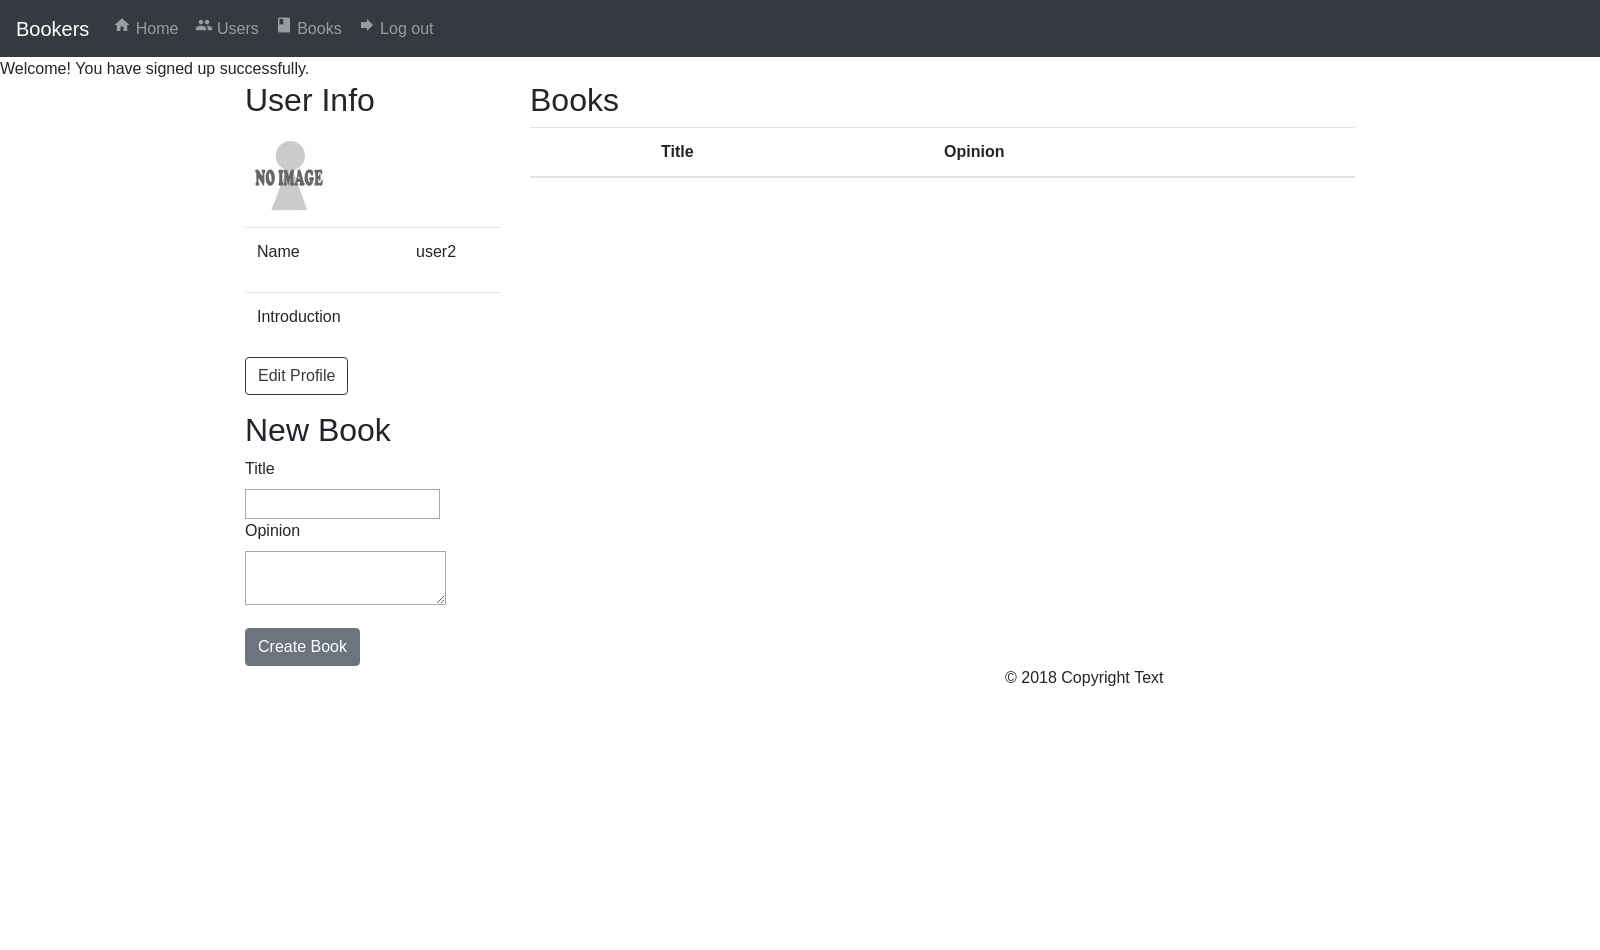 Bookers Home Users Books Log out
Welcome! You have signed up successfully.
User Info
NO IMAGE
Name user2
Introduction
Edit Profile
New Book
Title
Opinion
Create Book
Books
Title Opinion
© 2018 Copyright Text